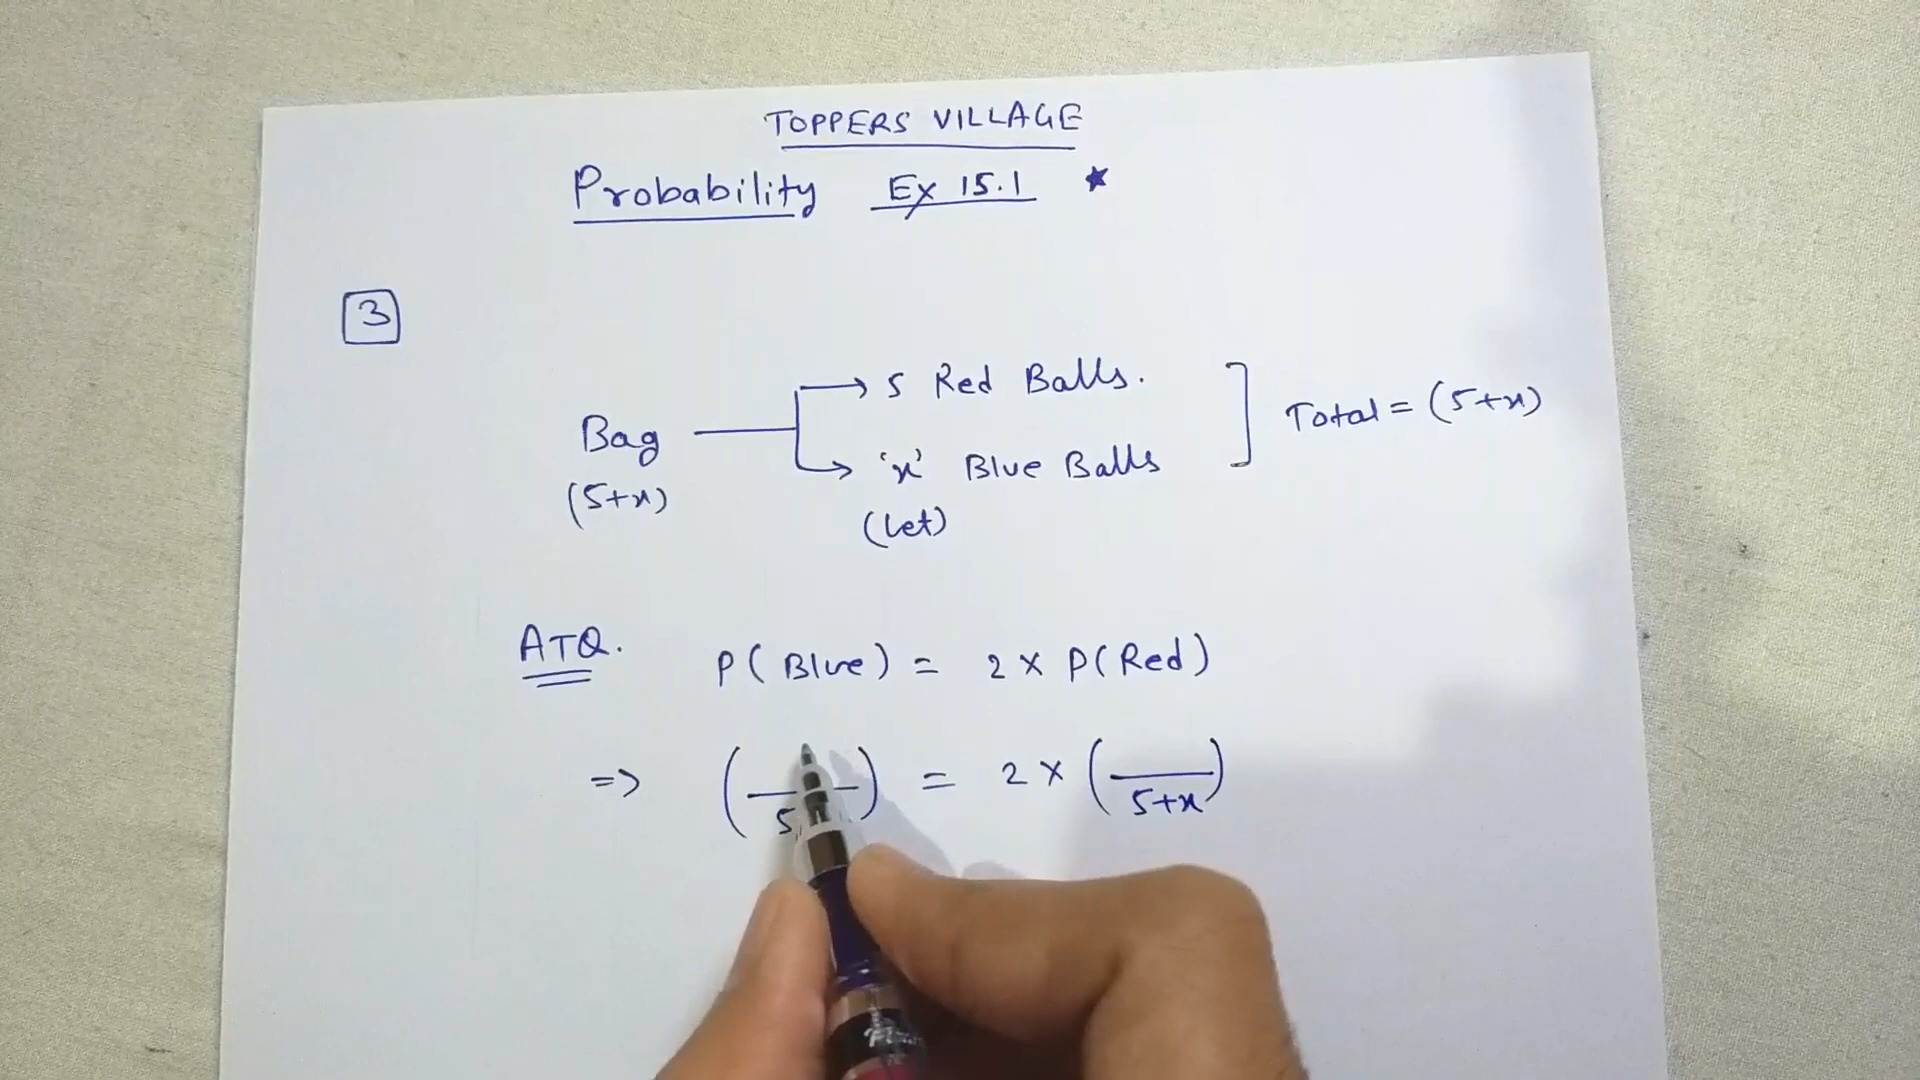 TOPPERS VILLAGE
Probability Ex 15.1 ★
3
→ 5 Red Balls.
Bag
(5+x)
→ 'x' Blue Balls
(let)
] Total = (5+x)
ATQ. P(Blue) = 2 × P(Red)
=> ( /5 ) = 2 × ( /5+x)